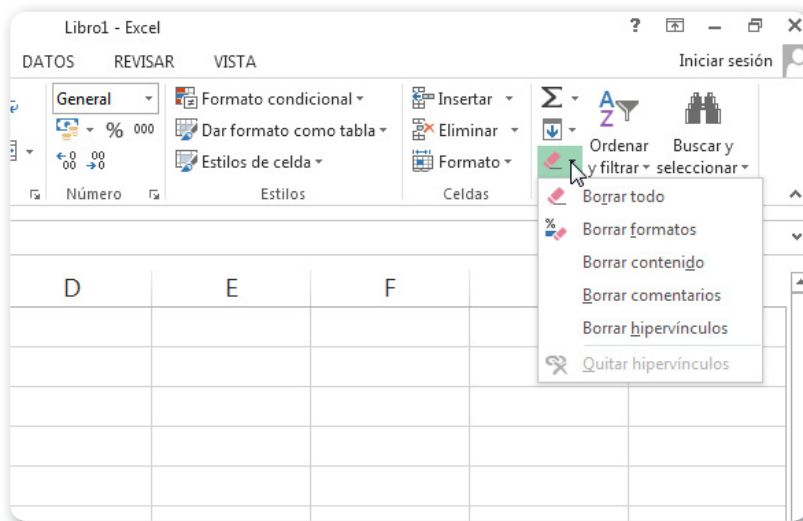 Libro1 - Excel
?
DATOS REVISAR VISTA Iniciar sesión
General
% 000
Formato condicional
Dar formato como tabla
Estilos de celda
Insertar
Eliminar
Formato
Σ
Ordenar y filtrar
Buscar y seleccionar
Número
Estilos
Celdas
Borrar todo
Borrar formatos
Borrar contenido
Borrar comentarios
Borrar hipervínculos
Quitar hipervínculos
D E F